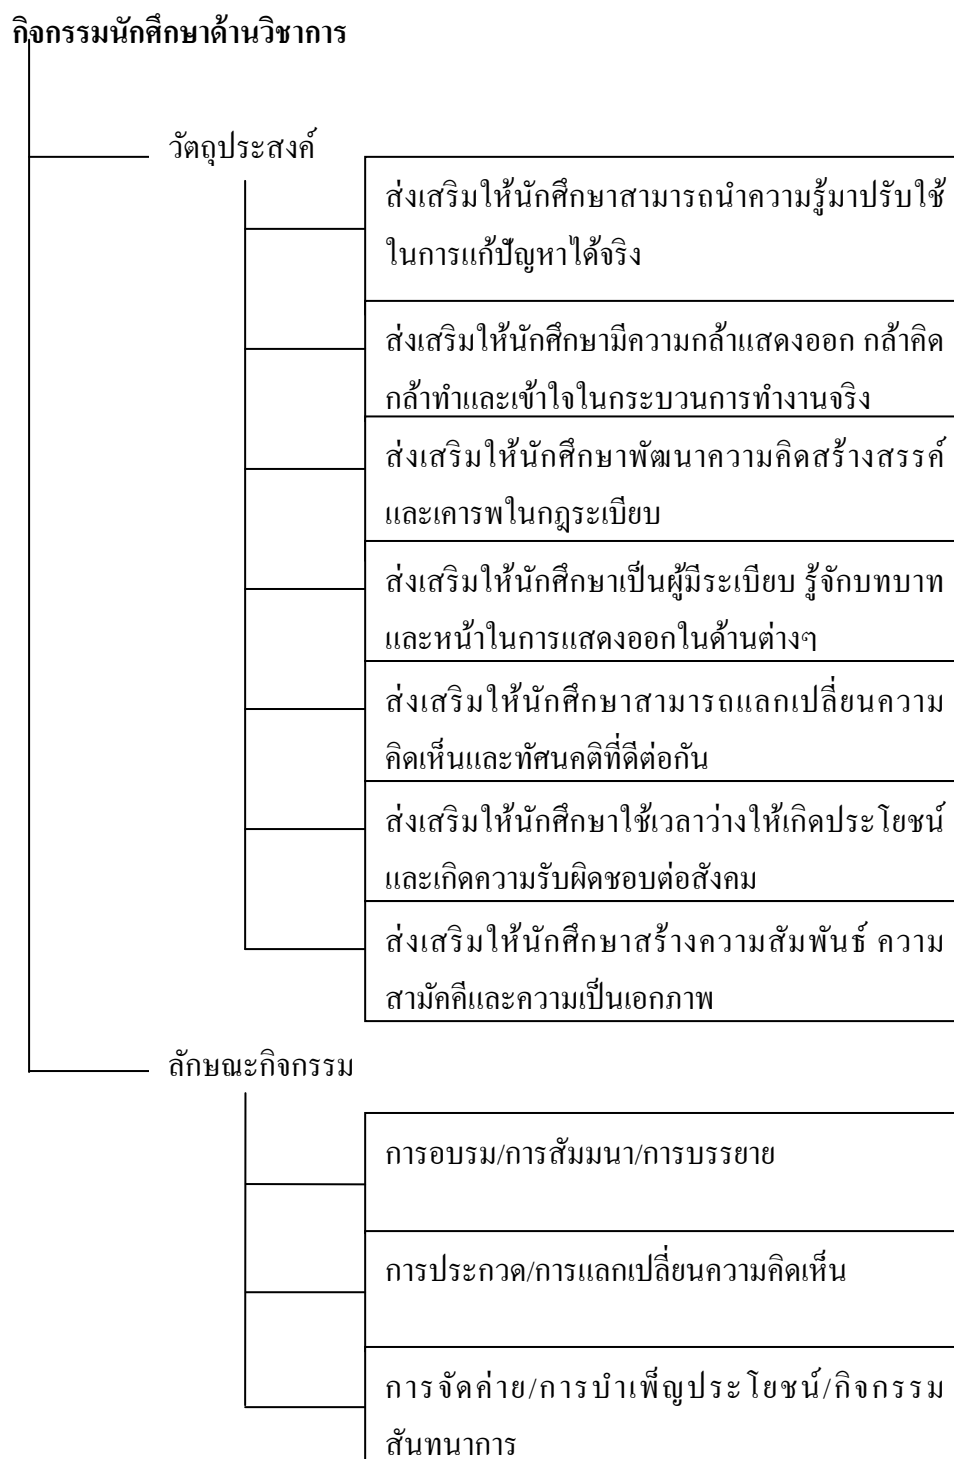 กิจกรรมนักศึกษาด้านวิชาการ
วัตถุประสงค์
ส่งเสริมให้นักศึกษาสามารถนำความรู้มาปรับใช้
ในการแก้ปัญหาได้จริง
ส่งเสริมให้นักศึกษามีความกล้าแสดงออก กล้าคิด
กล้าทำและเข้าใจในกระบวนการทำงานจริง
ส่งเสริมให้นักศึกษาพัฒนาความคิดสร้างสรรค์
และเคารพในกฎระเบียบ
ส่งเสริมให้นักศึกษาเป็นผู้มีระเบียบ รู้จักบทบาท
และหน้าในการแสดงออกในด้านต่างๆ
ส่งเสริมให้นักศึกษาสามารถแลกเปลี่ยนความ
คิดเห็นและทัศนคติที่ดีต่อกัน
ส่งเสริมให้นักศึกษาใช้เวลาว่างให้เกิดประโยชน์
และเกิดความรับผิดชอบต่อสังคม
ส่งเสริมให้นักศึกษาสร้างความสัมพันธ์ ความ
สามัคคีและความเป็นเอกภาพ
ลักษณะกิจกรรม
การอบรม/การสัมมนา/การบรรยาย
การประกวด/การแลกเปลี่ยนความคิดเห็น
การจัดค่าย/การบำเพ็ญประโยชน์/กิจกรรม
สันทนาการ